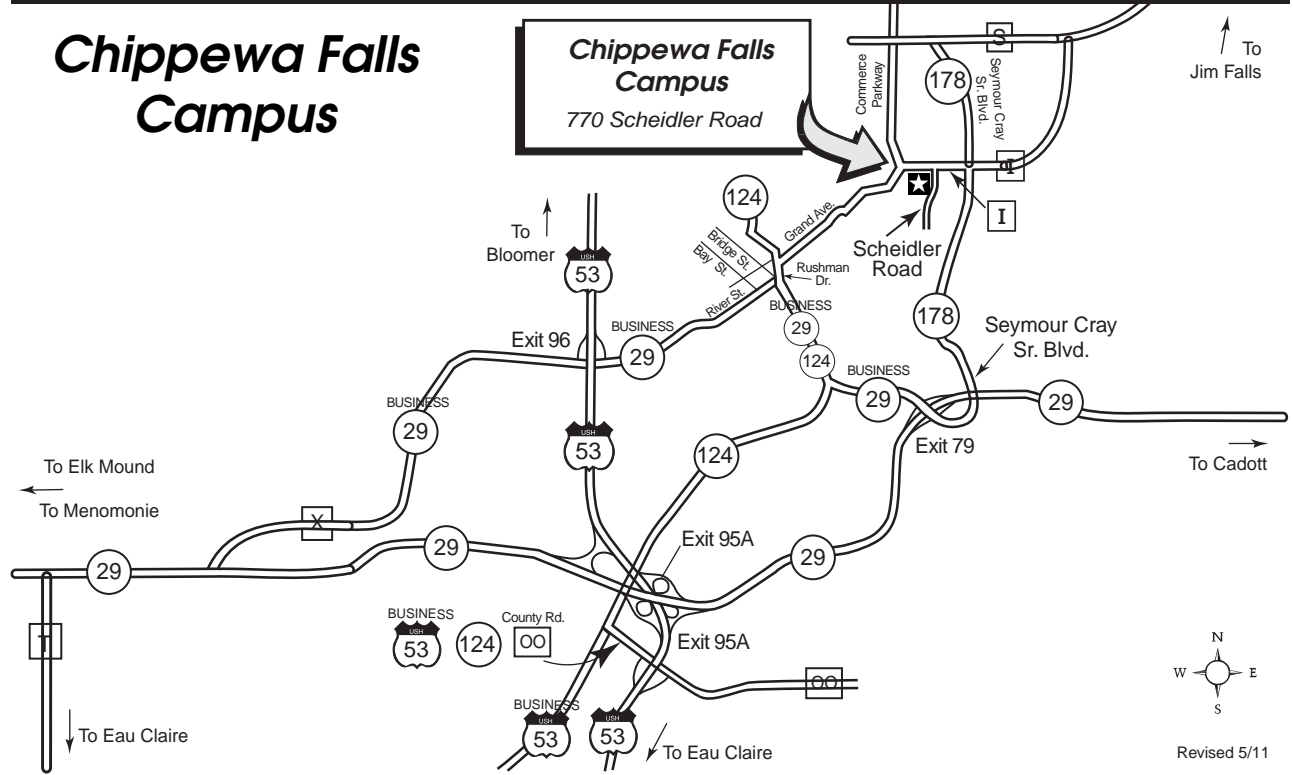 Chippewa Falls
Campus
Chippewa Falls
Campus
770 Scheidler Road
Commerce
Parkway
S
178
Seymour Cray
Sr. Blvd.
To
Jim Falls
I
I
Scheidler
Road
124
Grand Ave.
Bridge St.
Bay St.
River St.
Rushman
Dr.
To
Bloomer
USH
53
BUSINESS
29
124
178
Seymour Cray
Sr. Blvd.
Exit 96
BUSINESS
29
BUSINESS
29
29
BUSINESS
29
Exit 79
To Cadott
USH
53
124
To Elk Mound
To Menomonie
X
29
29
Exit 95A
29
T
BUSINESS
USH
53
124
County Rd.
OO
Exit 95A
OO
BUSINESS
USH
53
USH
53
To Eau Claire
To Eau Claire
N
W
E
S
Revised 5/11